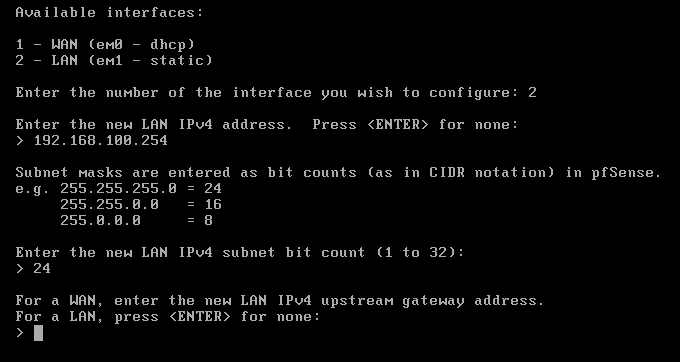 Available interfaces:
1 - WAN (em0 - dhcp)
2 - LAN (em1 - static)
Enter the number of the interface you wish to configure: 2
Enter the new LAN IPv4 address.  Press <ENTER> for none:
> 192.168.100.254
Subnet masks are entered as bit counts (as in CIDR notation) in pfSense.
e.g. 255.255.255.0 = 24
     255.255.0.0   = 16
     255.0.0.0     = 8
Enter the new LAN IPv4 subnet bit count (1 to 32):
> 24
For a WAN, enter the new LAN IPv4 upstream gateway address.
For a LAN, press <ENTER> for none:
>